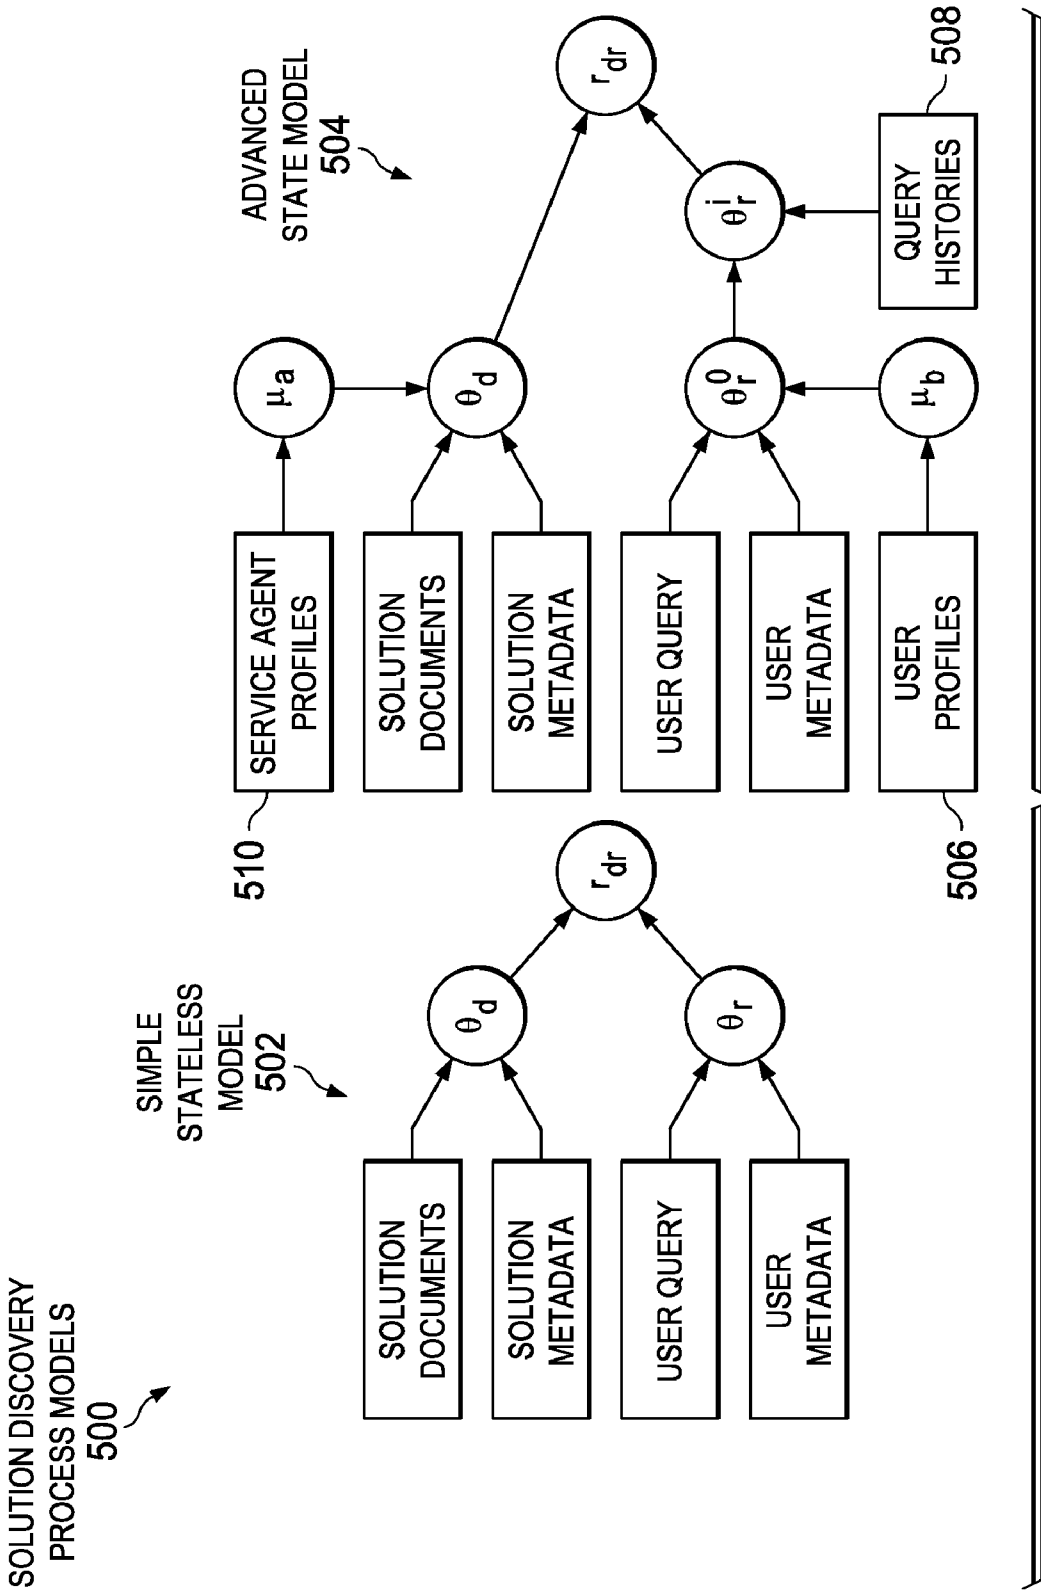 SOLUTION DISCOVERY
PROCESS MODELS
500
SIMPLE
STATELESS
MODEL
502
SOLUTION
DOCUMENTS
SOLUTION
METADATA
USER QUERY
USER
METADATA
θd
θr
rdr
ADVANCED
STATE MODEL
504
510
SERVICE AGENT
PROFILES
SOLUTION
DOCUMENTS
SOLUTION
METADATA
USER QUERY
USER
METADATA
USER
PROFILES
506
μa
θd
θr0
μb
θri
QUERY
HISTORIES
508
rdr